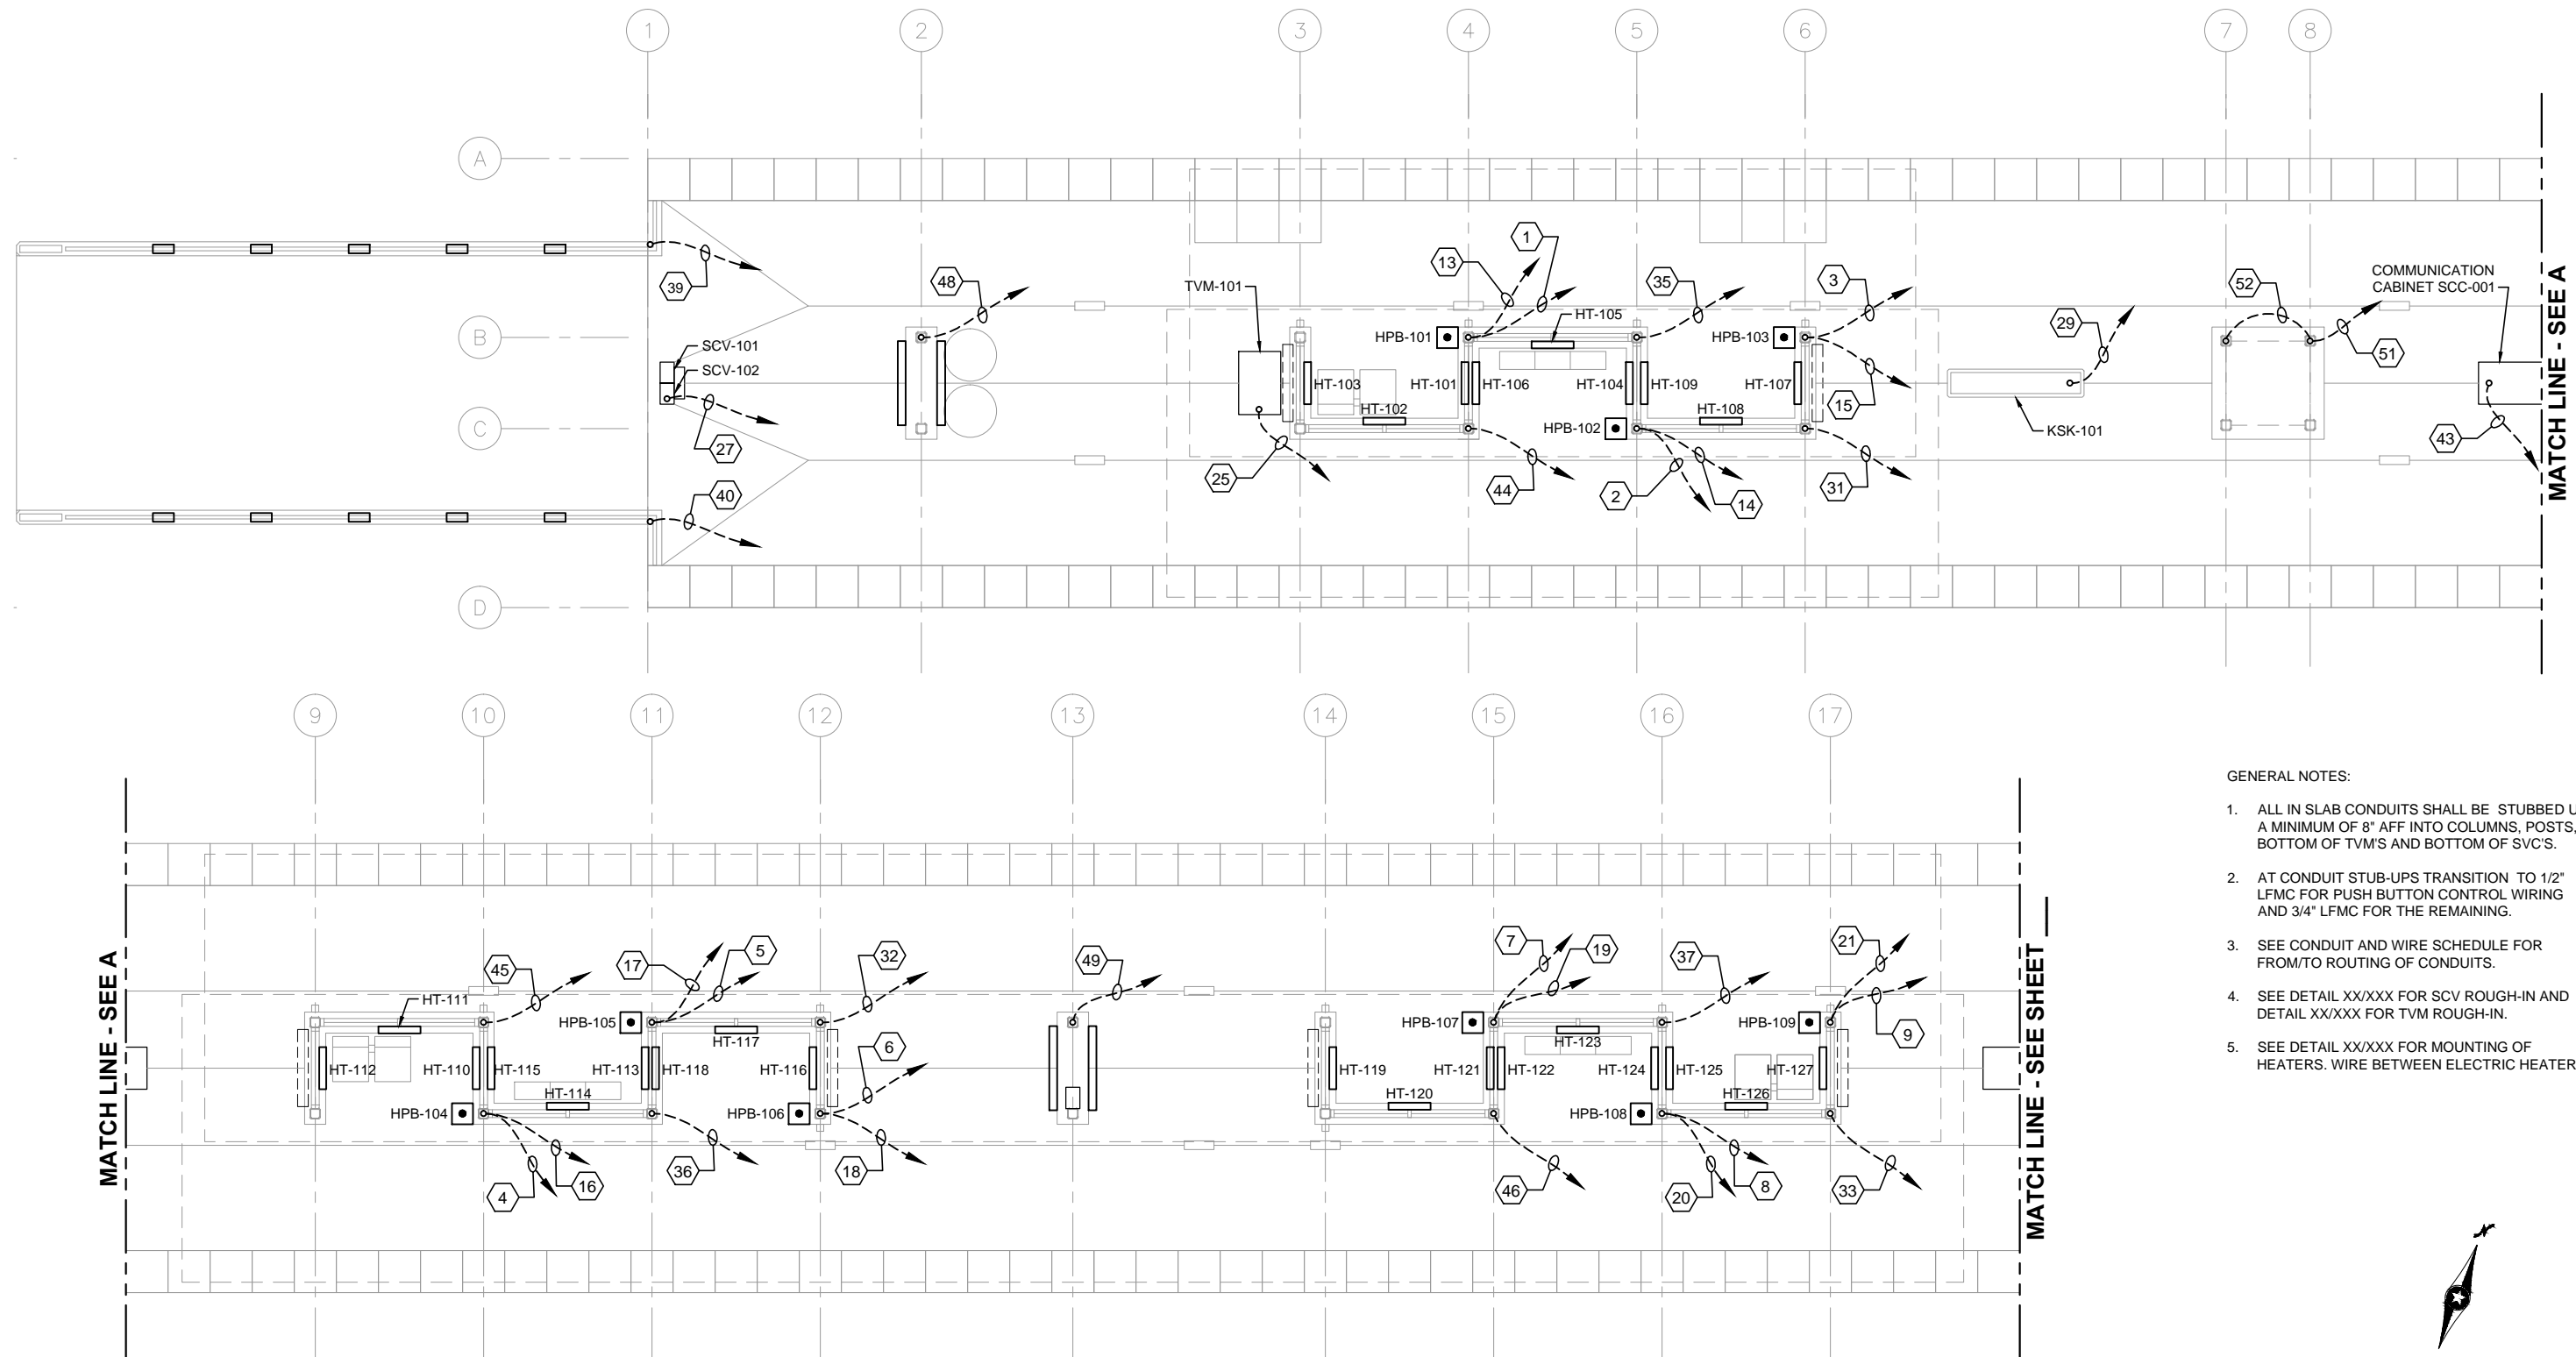 1 2 3 4 5 6 7 8
A
B
C
D
39
40
SCV-101
SCV-102
27
48
TVM-101
25
13
1
35
3
HT-105
HPB-101
HPB-103
HT-103
HT-101
HT-106
HT-104
HT-109
HT-107
HT-102
HT-108
HPB-102
15
44
2
14
31
29
KSK-101
52
51
COMMUNICATION
CABINET SCC-001
43
MATCH LINE - SEE A
9 10 11 12 13 14 15 16 17
MATCH LINE - SEE A
HT-111
45
17
5
32
49
7
19
37
21
HPB-105
HPB-107
HPB-109
HT-117
HT-123
6
9
HT-112
HT-110
HT-115
HT-113
HT-118
HT-116
HT-119
HT-121
HT-122
HT-124
HT-125
HT-127
HT-114
HT-120
HT-126
HPB-104
HPB-106
HPB-108
4
16
36
18
46
20
8
33
MATCH LINE - SEE SHEET __
GENERAL NOTES:
1. ALL IN SLAB CONDUITS SHALL BE STUBBED U
A MINIMUM OF 8" AFF INTO COLUMNS, POSTS,
BOTTOM OF TVM'S AND BOTTOM OF SVC'S.
2. AT CONDUIT STUB-UPS TRANSITION TO 1/2"
LFMC FOR PUSH BUTTON CONTROL WIRING
AND 3/4" LFMC FOR THE REMAINING.
3. SEE CONDUIT AND WIRE SCHEDULE FOR
FROM/TO ROUTING OF CONDUITS.
4. SEE DETAIL XX/XXX FOR SCV ROUGH-IN AND
DETAIL XX/XXX FOR TVM ROUGH-IN.
5. SEE DETAIL XX/XXX FOR MOUNTING OF
HEATERS. WIRE BETWEEN ELECTRIC HEATER